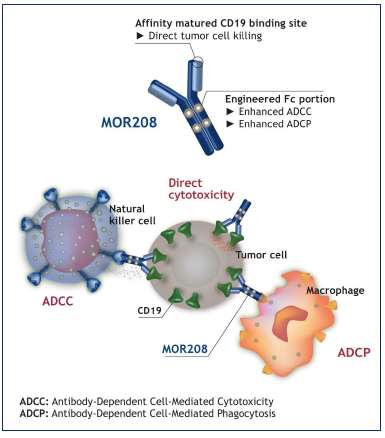 Affinity matured CD19 binding site
► Direct tumor cell killing
Engineered Fc portion
► Enhanced ADCC
► Enhanced ADCP
MOR208
Direct
cytotoxicity
Natural
killer cell
Tumor cell
Macrophage
ADCC
CD19
MOR208
ADCP
ADCC: Antibody-Dependent Cell-Mediated Cytotoxicity
ADCP: Antibody-Dependent Cell-Mediated Phagocytosis